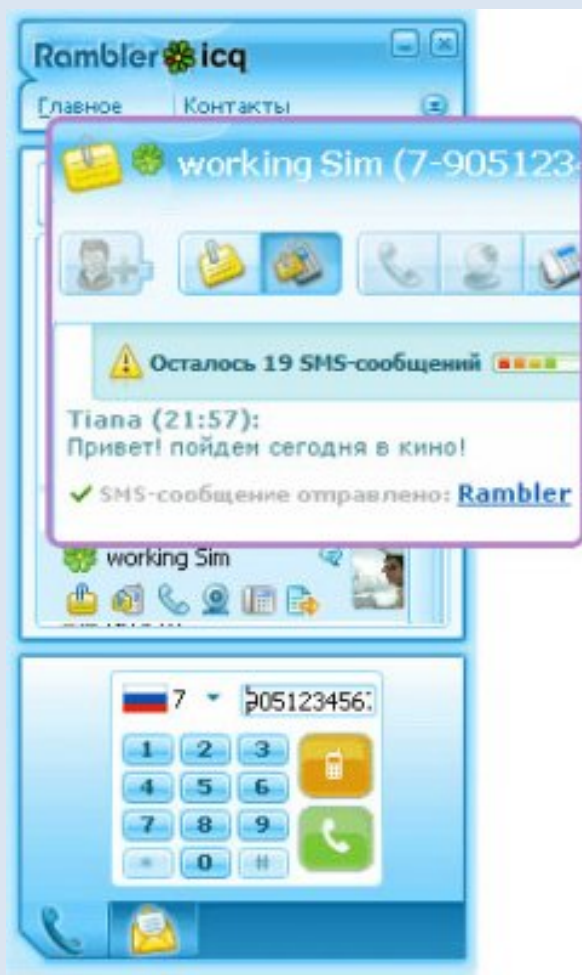 Rambler icq
Главное Контакты
working Sim (7-905123
Осталось 19 SMS-сообщений
Tiana (21:57):
Привет! пойдем сегодня в кино!
SMS-сообщение отправлено: Rambler
working Sim
7 905123456
1 2 3
4 5 6
7 8 9
* 0 #